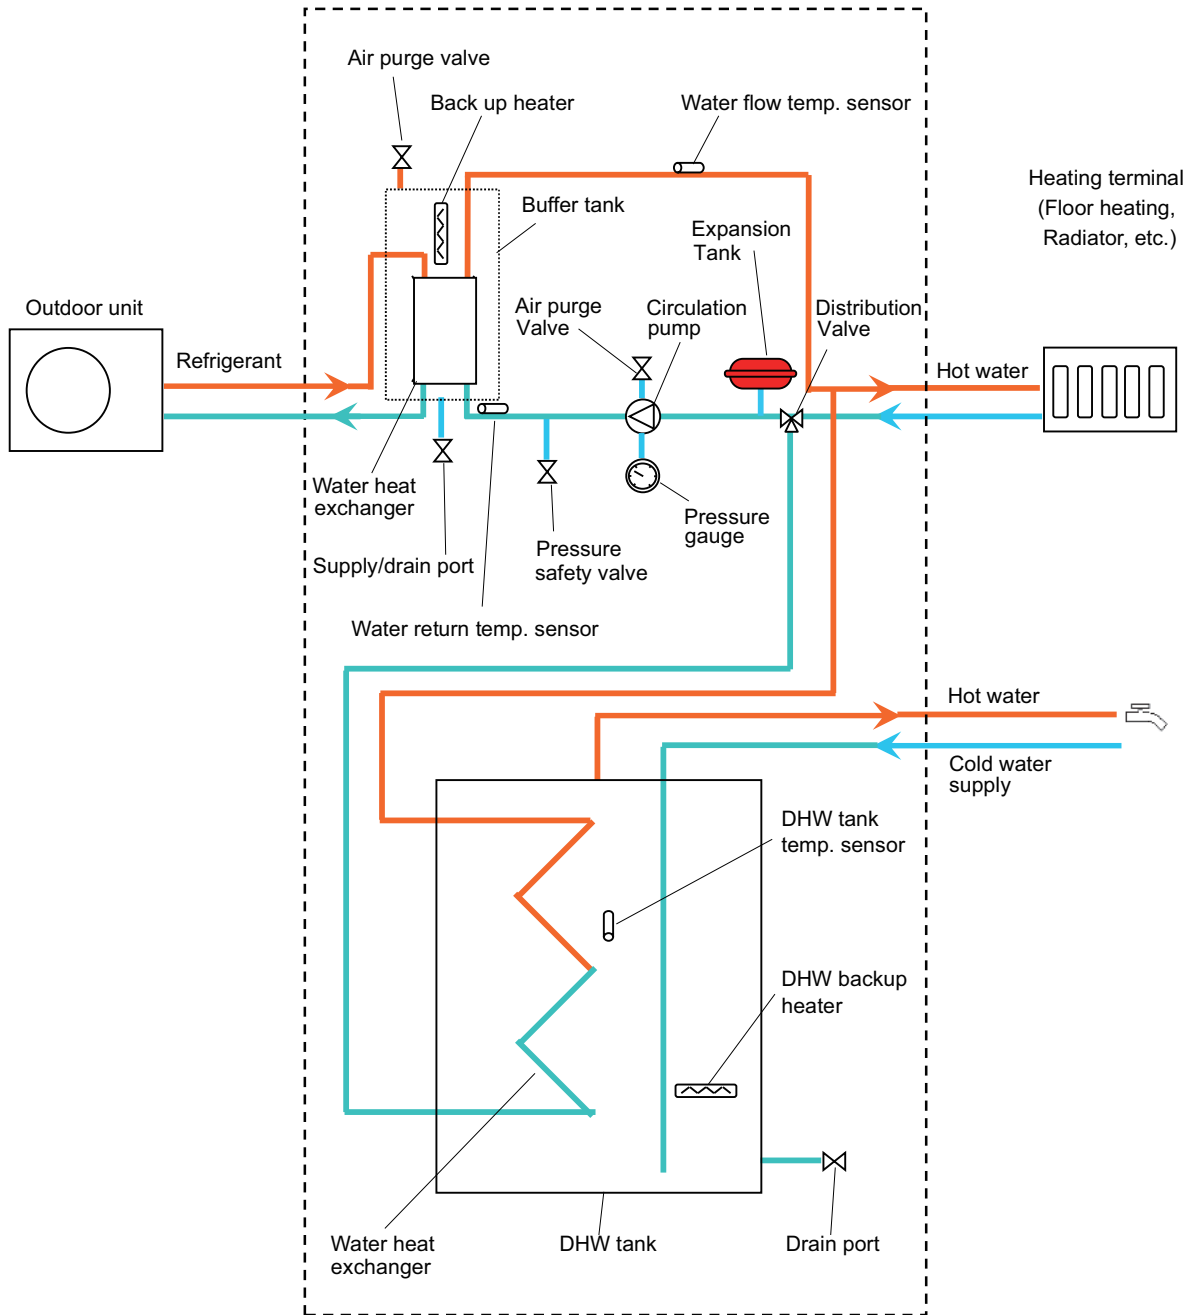 Air purge valve
Back up heater
Water flow temp. sensor
Heating terminal
(Floor heating,
Radiator, etc.)
Buffer tank
Expansion
Tank
Outdoor unit
Air purge
Valve
Circulation
pump
Distribution
Valve
Refrigerant
Hot water
Water heat
exchanger
Pressure
gauge
Supply/drain port
Pressure
safety valve
Water return temp. sensor
Hot water
Cold water
supply
DHW tank
temp. sensor
DHW backup
heater
Water heat
exchanger
DHW tank
Drain port